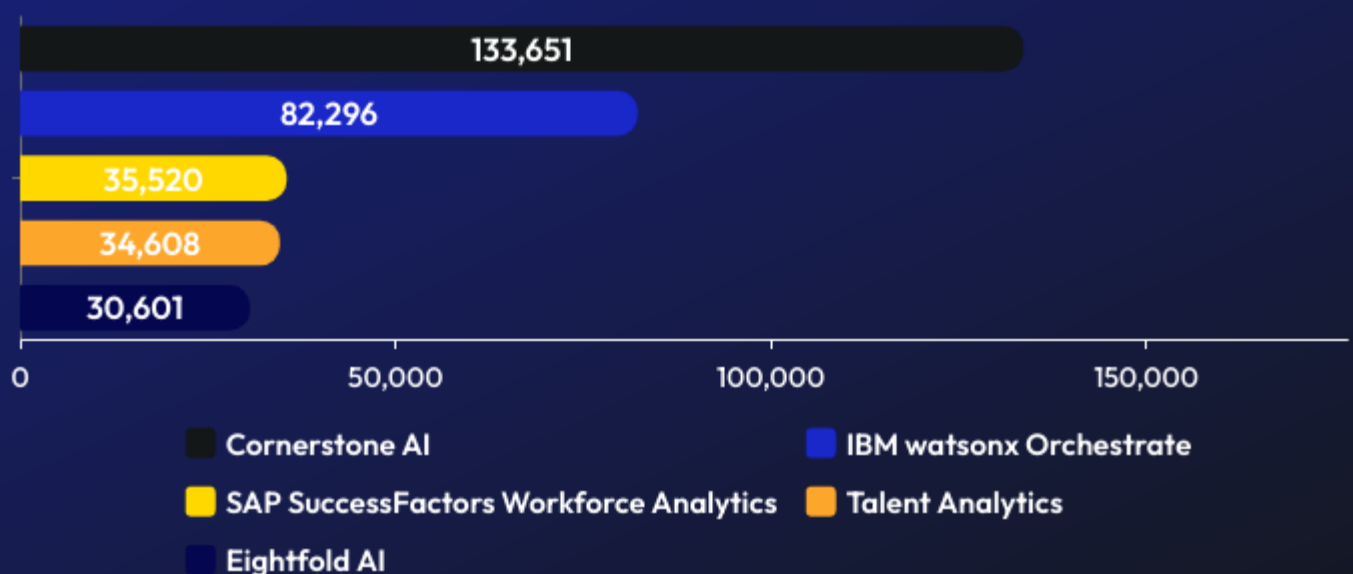 133,651
82,296
35,520
34,608
30,601
0 50,000 100,000 150,000
Cornerstone AI IBM watsonx Orchestrate
SAP SuccessFactors Workforce Analytics Talent Analytics
Eightfold AI